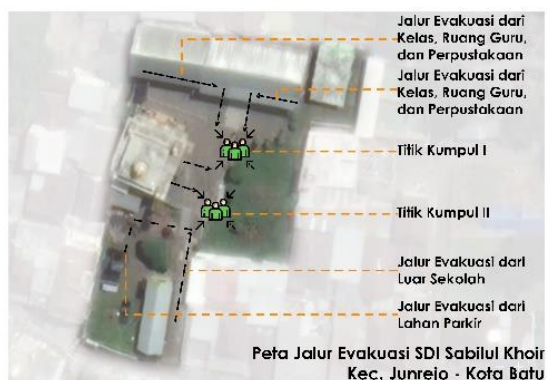 Jalur Evakuasi dari
Kelas, Ruang Guru,
dan Perpustakaan
Jalur Evakuasi dari
Kelas, Ruang Guru,
dan Perpustakaan
Titik Kumpul I
Titik Kumpul II
Jalur Evakuasi dari
Luar Sekolah
Jalur Evakuasi dari
Lahan Parkir
Peta Jalur Evakuasi SDI Sabilul Khoir
Kec. Junrejo - Kota Batu